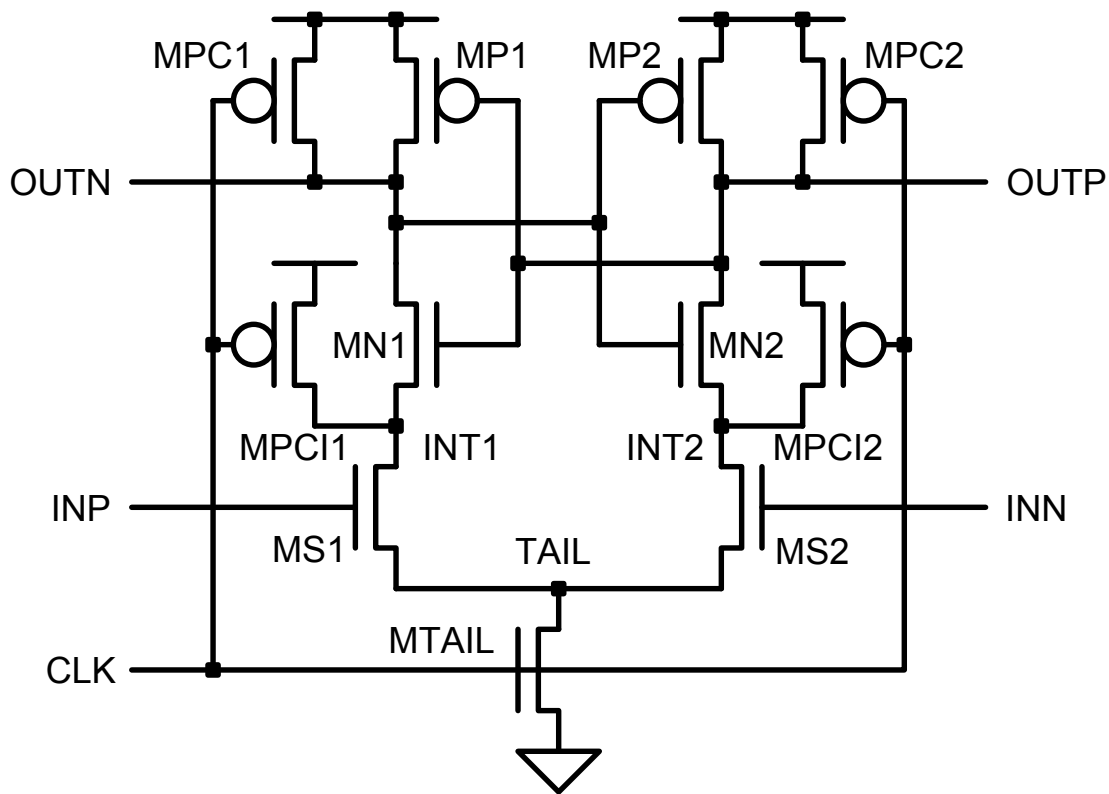 MPC1 MP1 MP2 MPC2
OUTN OUTP
MN1 MN2
MPCI1 INT1 INT2 MPCI2
INP INN
MS1 TAIL MS2
MTAIL
CLK